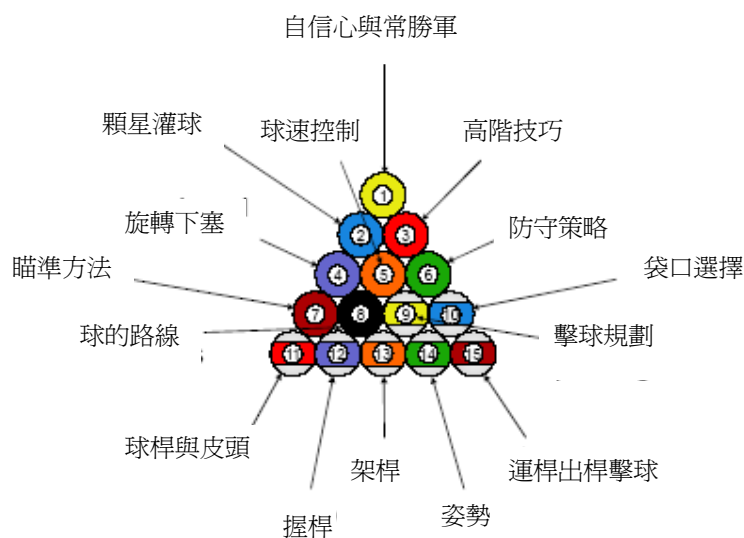 自信心與常勝軍
顆星灌球
球速控制
高階技巧
1
旋轉下塞
2
3
防守策略
瞄準方法
4
5
6
袋口選擇
球的路線
7
8
9
10
擊球規劃
11
12
13
14
15
球桿與皮頭
架桿
運桿出桿擊球
握桿
姿勢